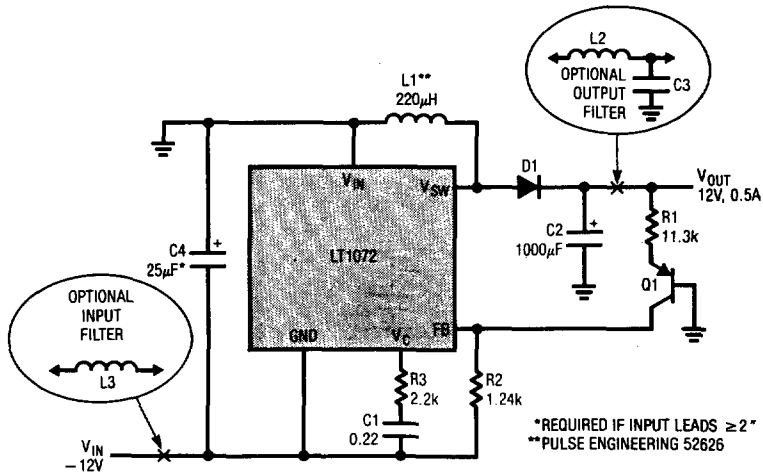 L2
OPTIONAL
OUTPUT
FILTER
C3
L1**
220µH
D1
VOUT
12V, 0.5A
VIN
VSW
R1
11.3k
C2
1000µF
+
C4
25µF*
+
LT1072
Q1
OPTIONAL
INPUT
FILTER
L3
GND
VC
FB
R3
2.2k
R2
1.24k
C1
0.22
VIN
−12V
*REQUIRED IF INPUT LEADS ≥2"
**PULSE ENGINEERING 52626